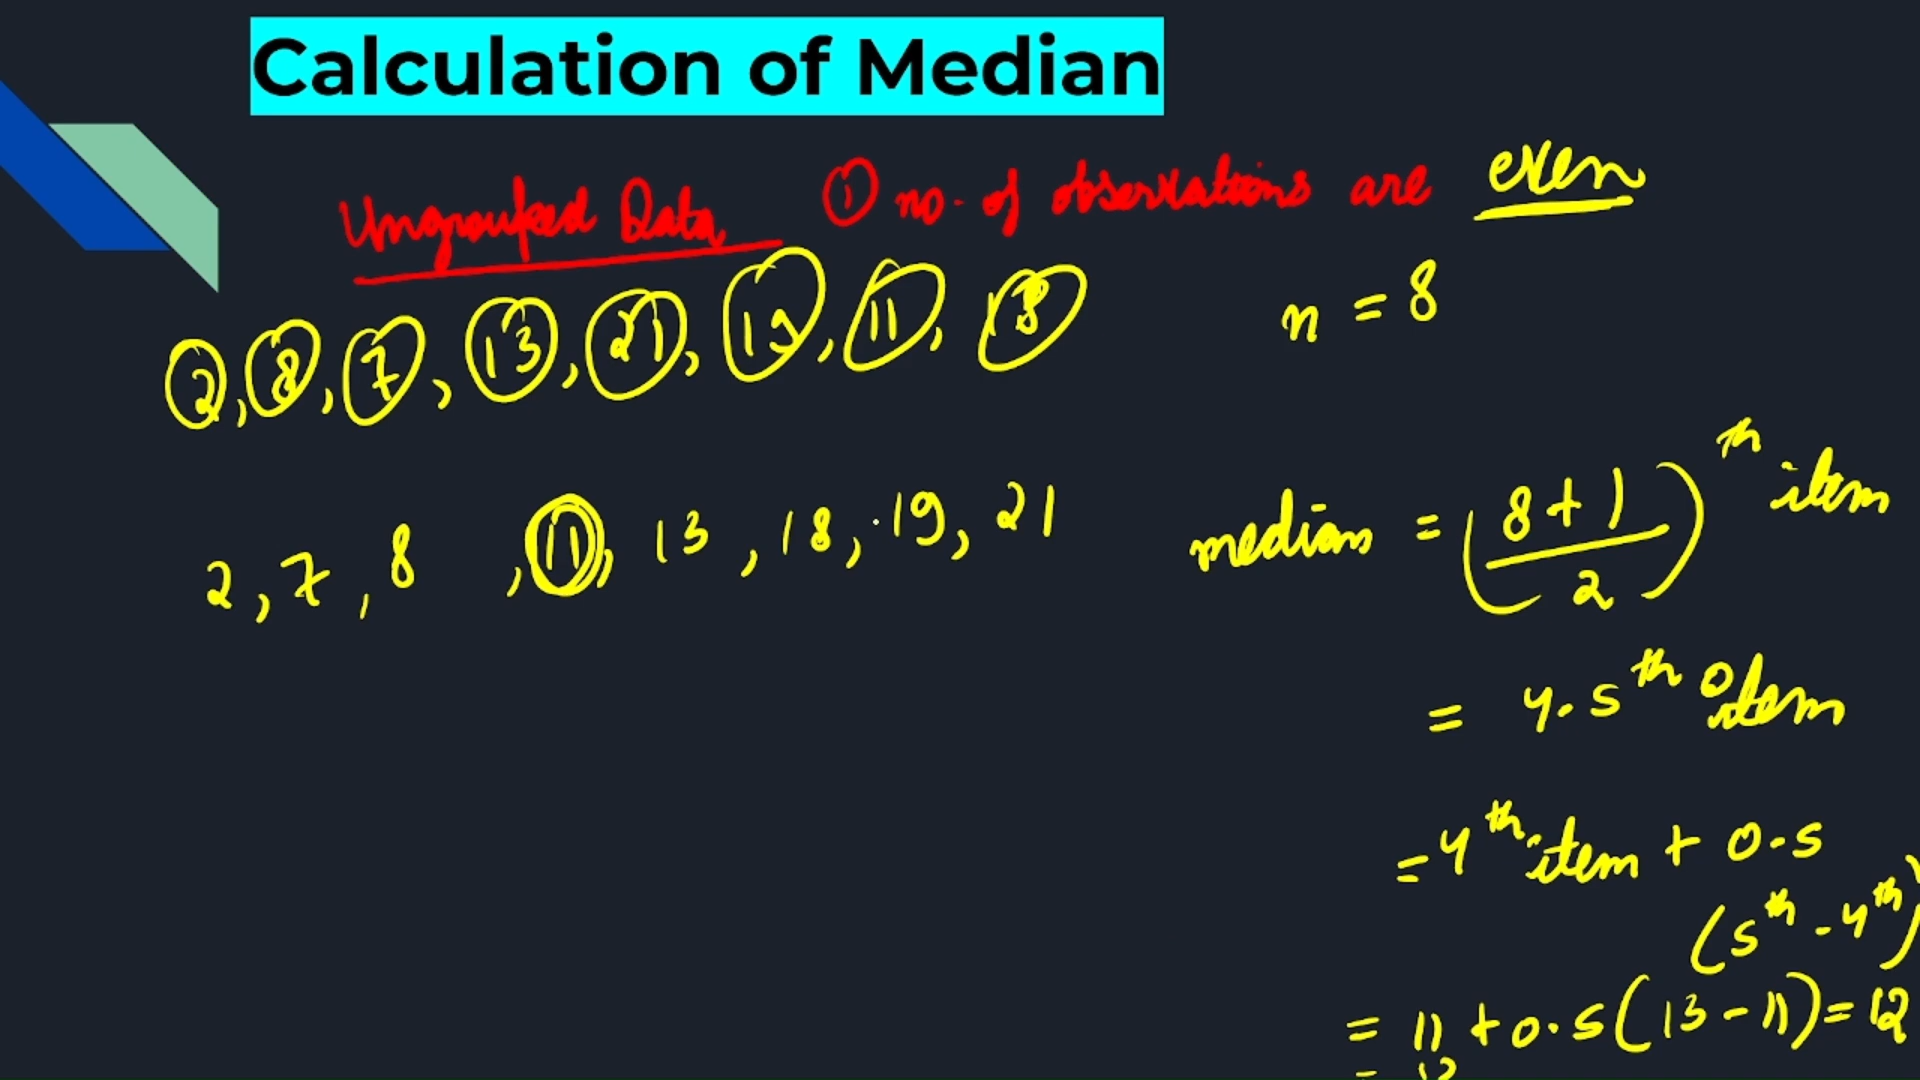 Calculation of Median
Ungrouped Data ① no. of observations are even
2, 8, 7, 13, 21, 19, 11, 18
n = 8
2, 7, 8, 11, 13, 18, 19, 21
median = (8+1/2)th item
= 4.5th item
= 4th item + 0.5
(5th - 4th)
= 11 + 0.5(13-11) = 12